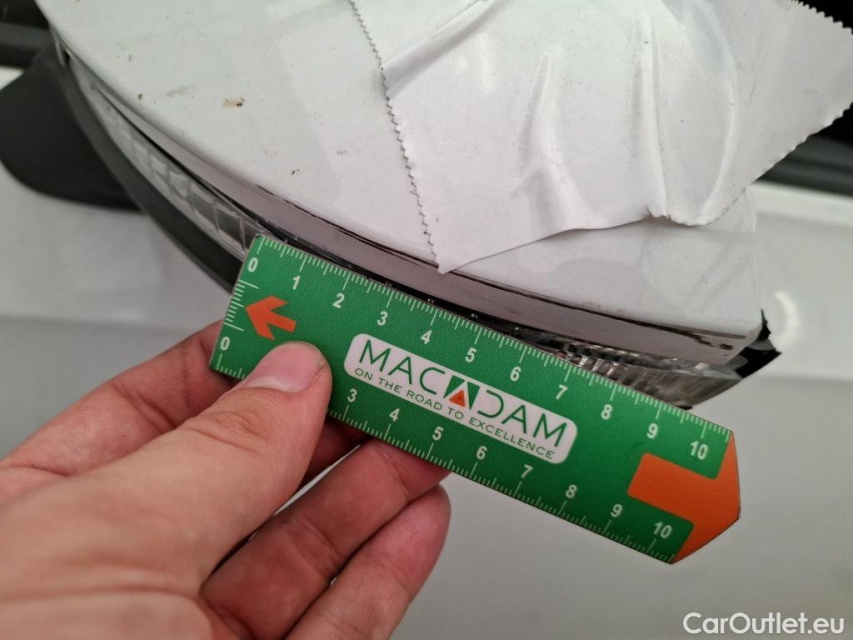 0 1 2 3 4 5 6 7 8 9 10
MACADAM
ON THE ROAD TO EXCELLENCE
0 3 4 5 6 7 8 9 10
CarOutlet.eu